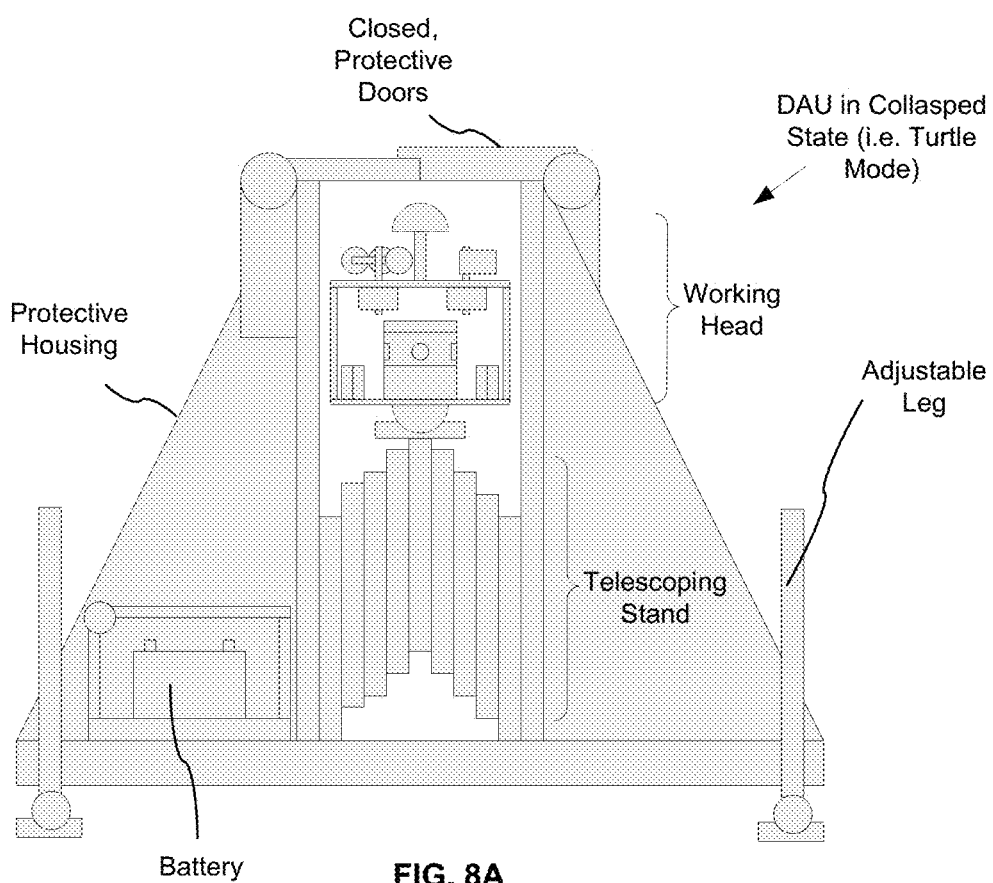 Closed,
Protective
Doors
DAU in Collasped
State (i.e. Turtle
Mode)
Protective
Housing
Working
Head
Adjustable
Leg
Telescoping
Stand
Battery
FIG. 8A